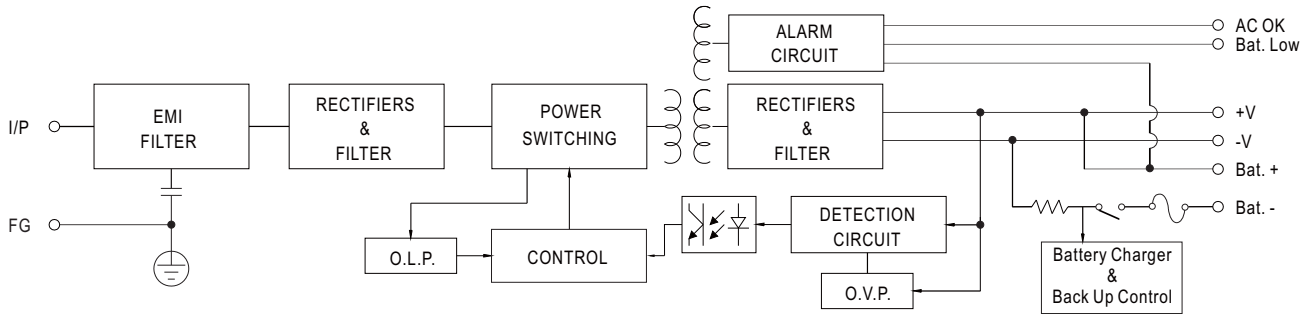 ALARM
CIRCUIT
AC OK
Bat. Low
I/P
EMI
FILTER
RECTIFIERS
&
FILTER
POWER
SWITCHING
RECTIFIERS
&
FILTER
+V
-V
Bat. +
Bat. -
FG
O.L.P.
CONTROL
DETECTION
CIRCUIT
O.V.P.
Battery Charger
&
Back Up Control